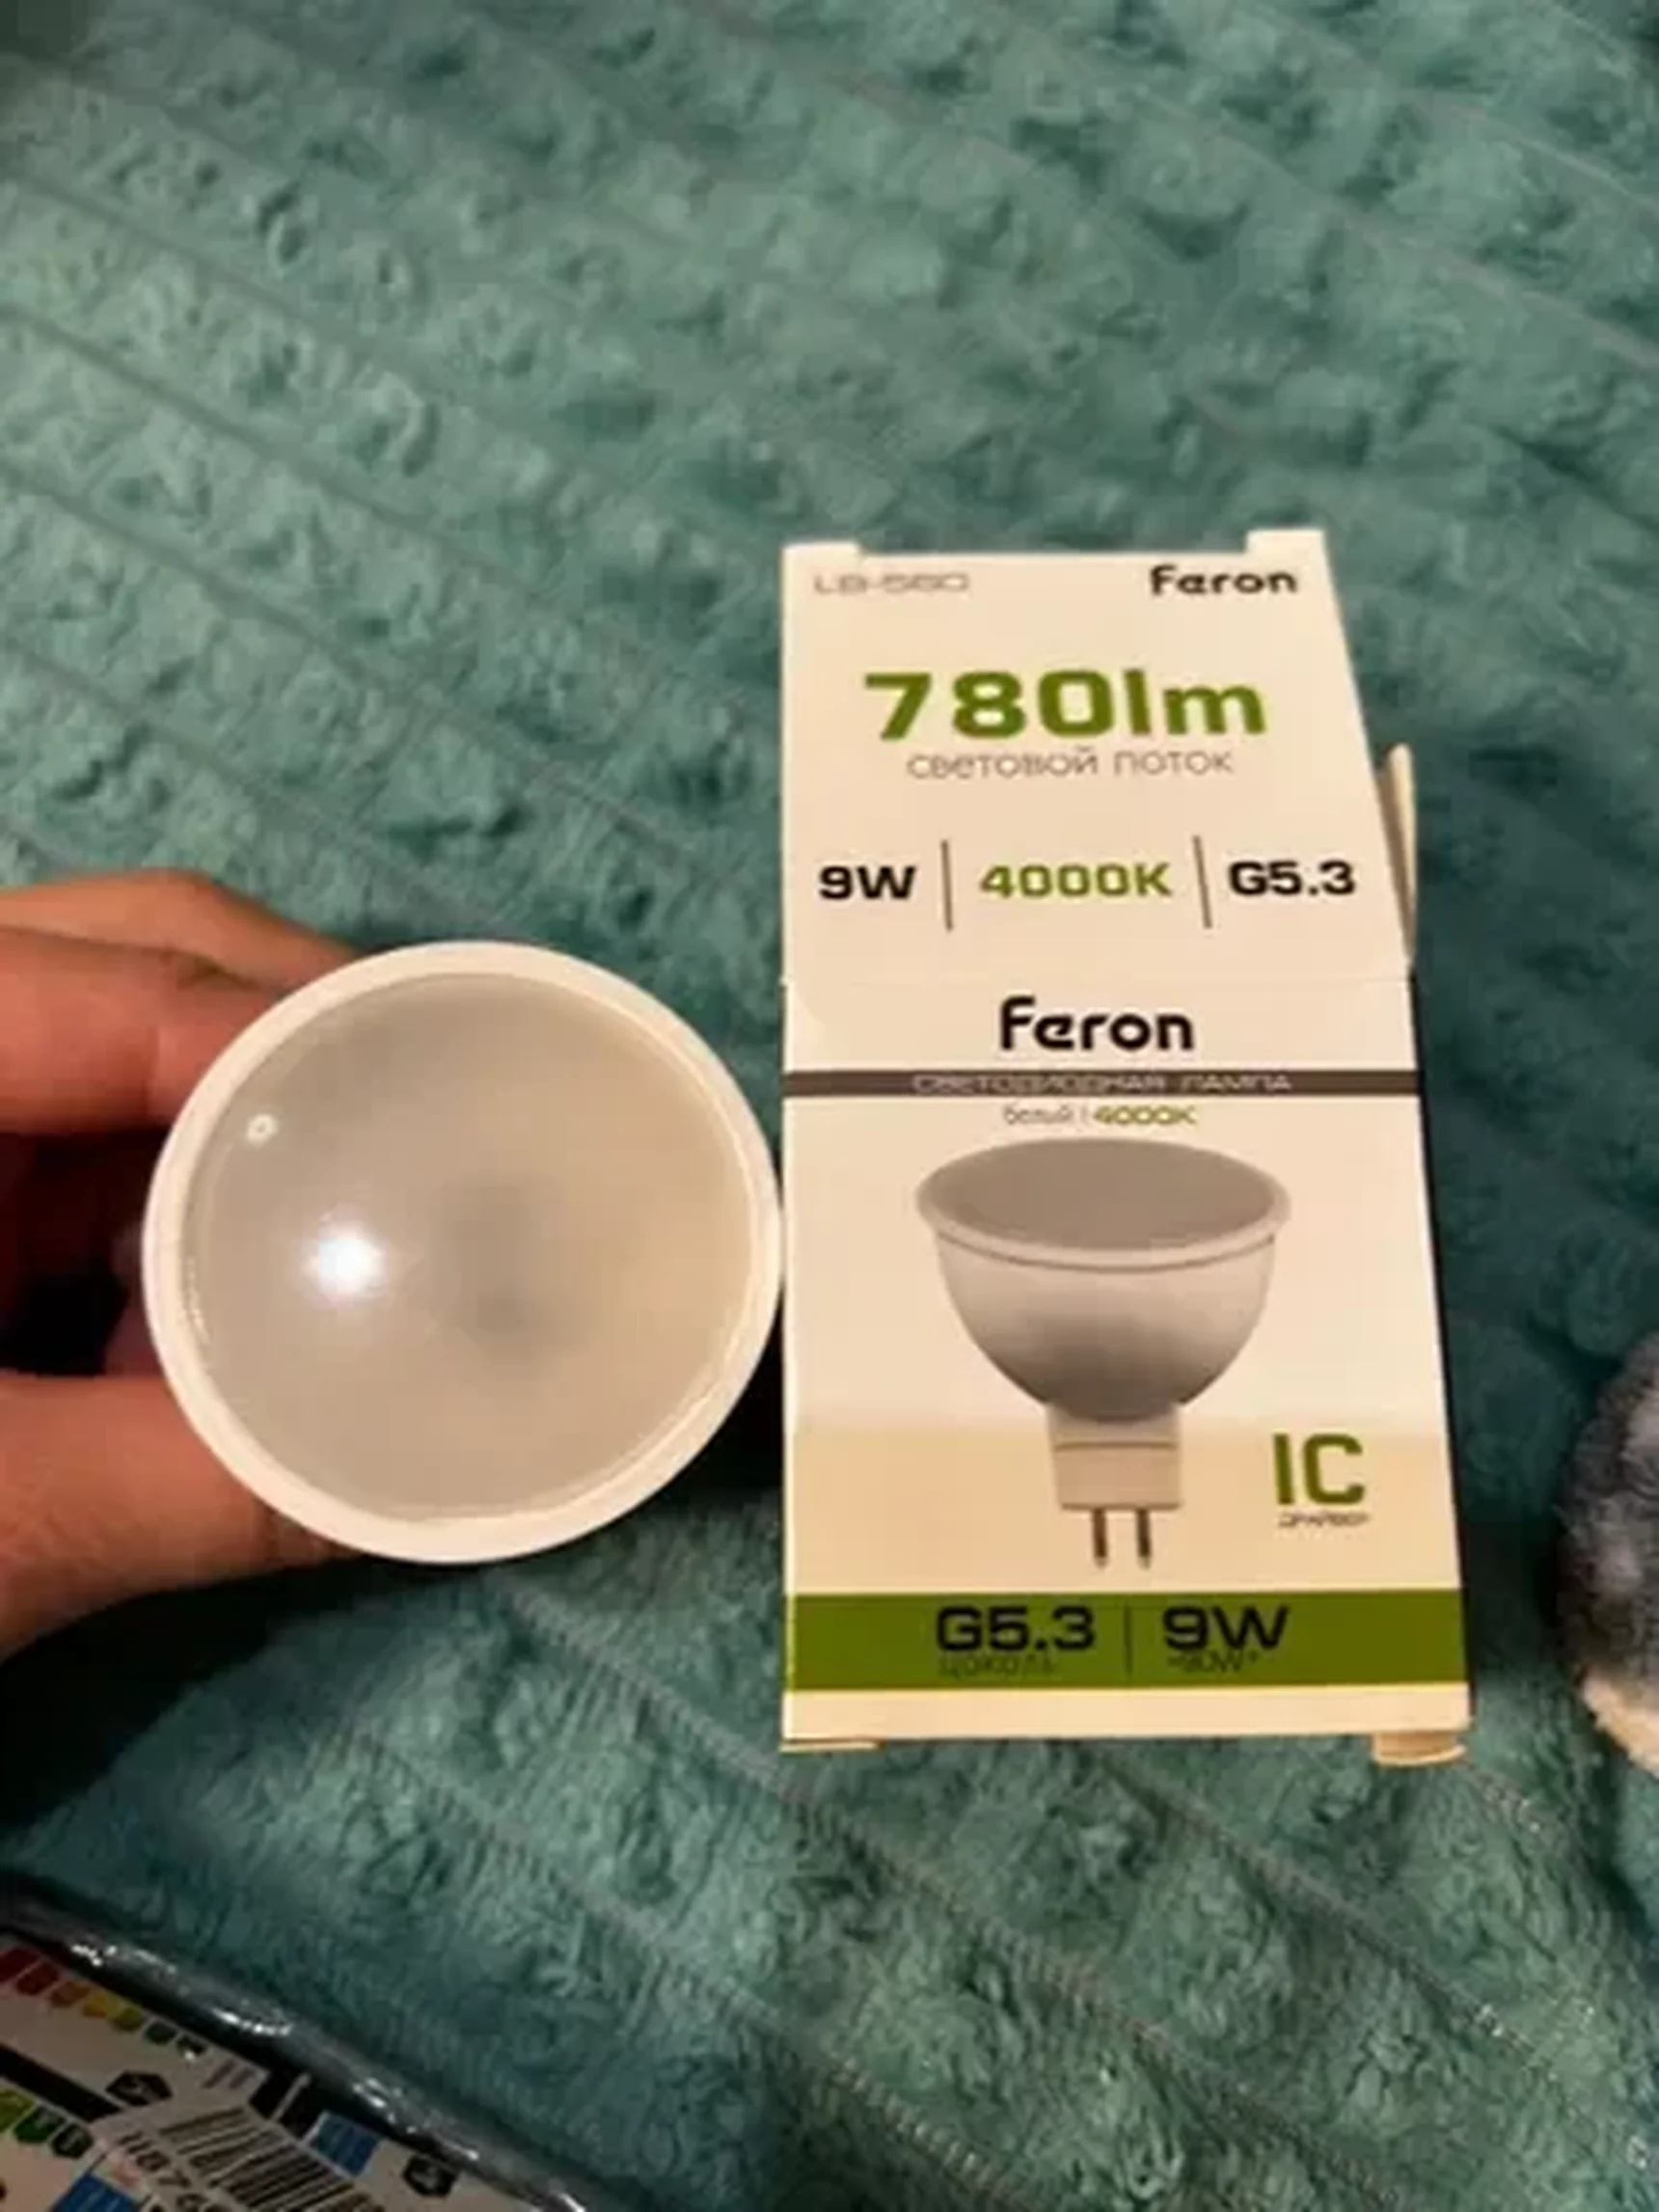 LB-560 Feron
780lm
световой поток
9W | 4000K | G5.3
Feron
СВЕТОДИОДНАЯ ЛАМПА
белый | 4000K
IC
ДРАЙВЕР
G5.3 | 9W
ЦОКОЛЬ